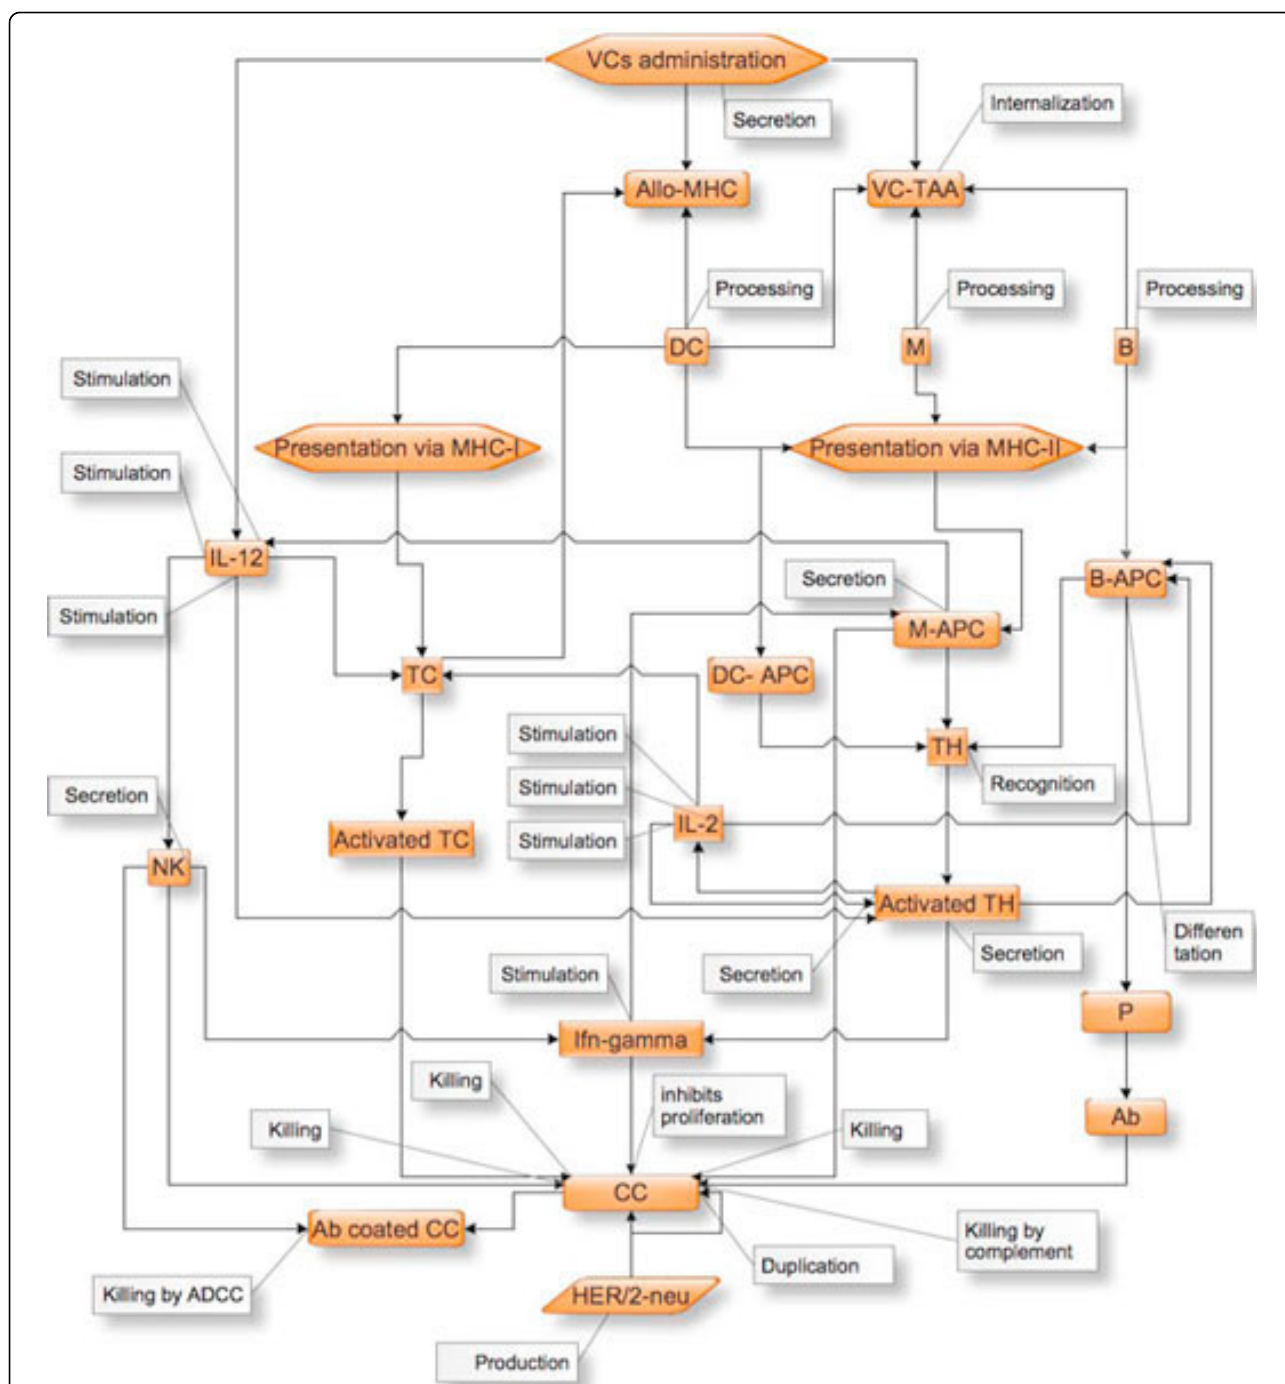 VCs administration
Secretion
Internalization
Allo-MHC
VC-TAA
Processing
Processing
Processing
DC
M
B
Stimulation
Presentation via MHC-I
Presentation via MHC-II
Stimulation
IL-12
Secretion
B-APC
Stimulation
M-APC
TC
DC- APC
Stimulation
TH
Recognition
Stimulation
Secretion
IL-2
Stimulation
Activated TC
NK
Activated TH
Differen
tation
Stimulation
Secretion
Secretion
P
Ifn-gamma
Killing
inhibits
proliferation
Killing
Killing
Ab
CC
Ab coated CC
Killing by
complement
Duplication
Killing by ADCC
HER/2-neu
Production